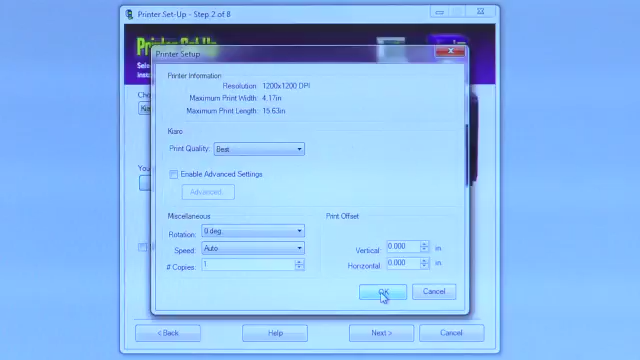 Printer Set-Up - Step 2 of 8
Printer Setup
Printer Information
Resolution 1200x1200 DPI
Maximum Print Width: 4.17in
Maximum Print Length: 15.63in
Kiaro
Print Quality: Best
Enable Advanced Settings
Advanced...
Miscellaneous
Rotation: 0 deg
Speed: Auto
# Copies: 1
Print Offset
Vertical: 0.000 in.
Horizontal: 0.000 in.
OK
Cancel
< Back
Help
Next >
Cancel